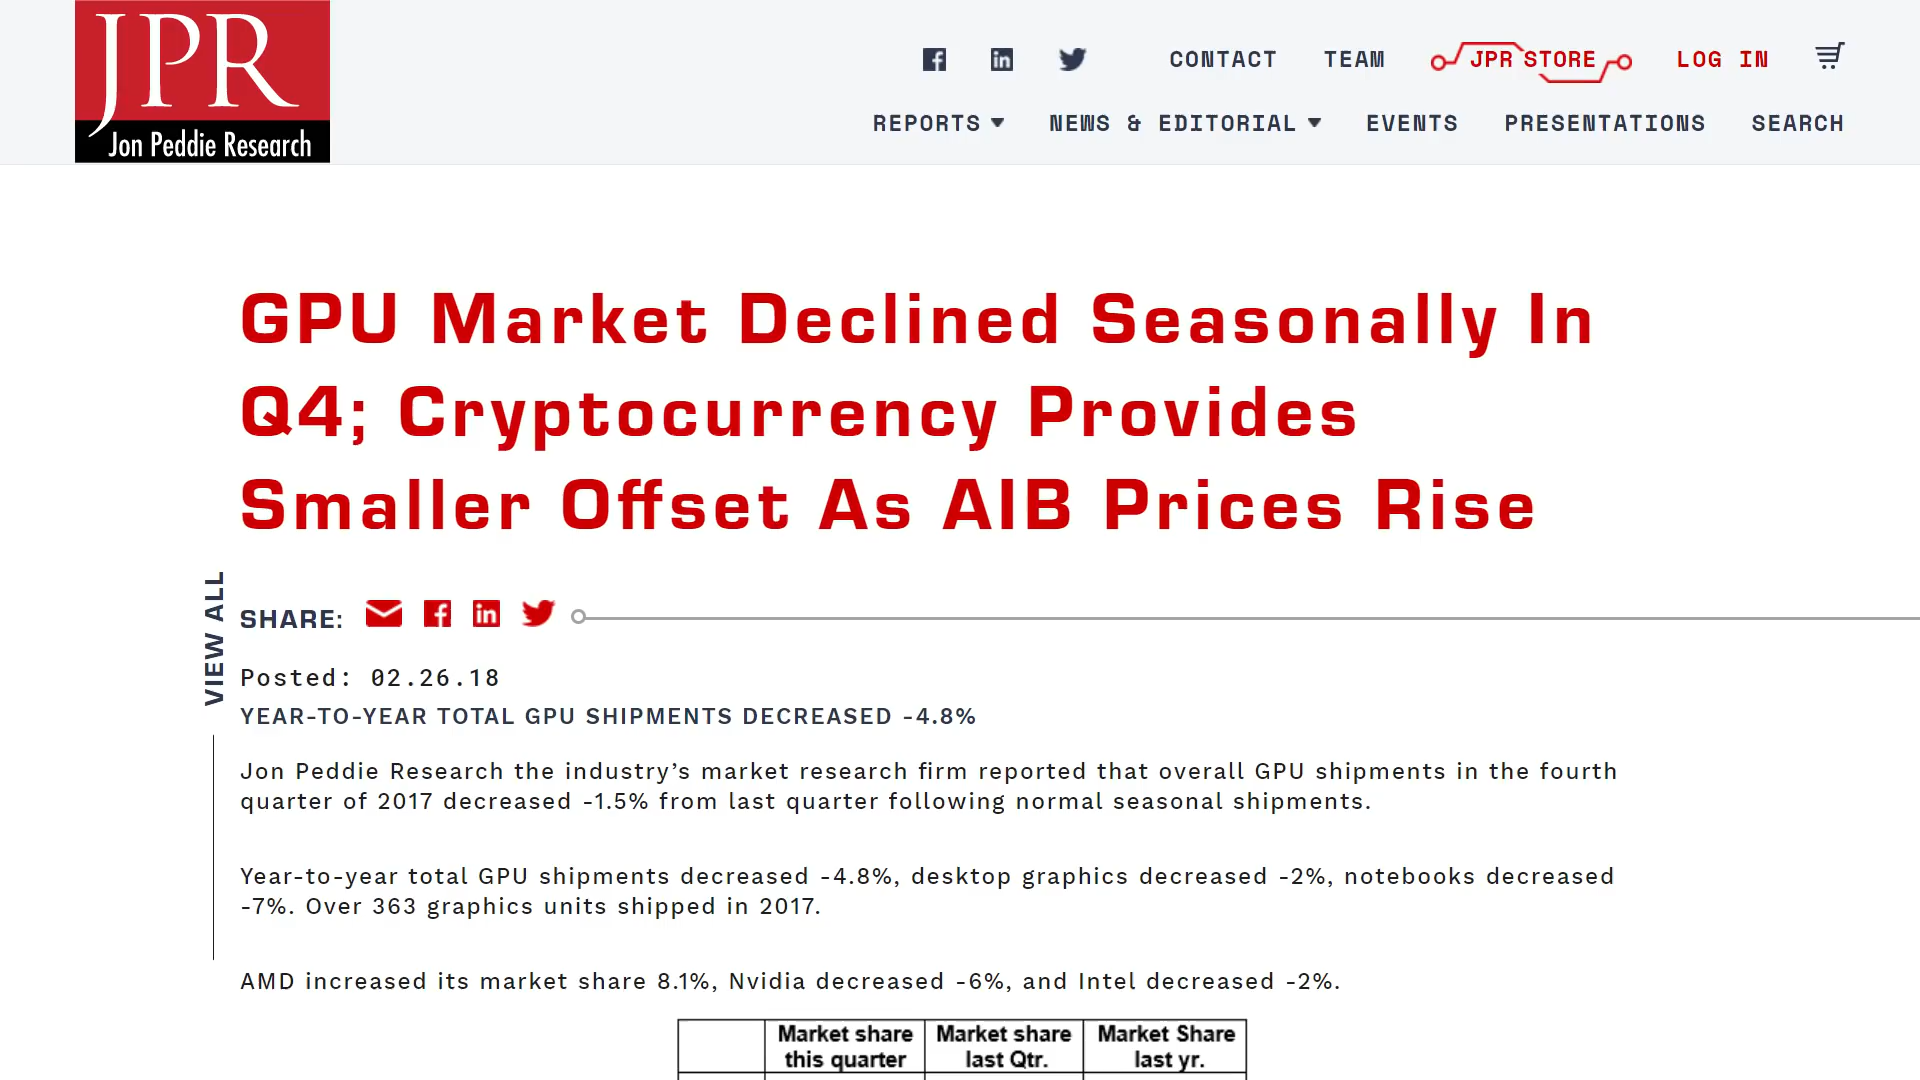 JPR
Jon Peddie Research
CONTACT TEAM JPR STORE LOG IN
REPORTS NEWS & EDITORIAL EVENTS PRESENTATIONS SEARCH
GPU Market Declined Seasonally In
Q4; Cryptocurrency Provides
Smaller Offset As AIB Prices Rise
VIEW ALL
SHARE:
Posted: 02.26.18
YEAR-TO-YEAR TOTAL GPU SHIPMENTS DECREASED -4.8%
Jon Peddie Research the industry’s market research firm reported that overall GPU shipments in the fourth
quarter of 2017 decreased -1.5% from last quarter following normal seasonal shipments.
Year-to-year total GPU shipments decreased -4.8%, desktop graphics decreased -2%, notebooks decreased
-7%. Over 363 graphics units shipped in 2017.
AMD increased its market share 8.1%, Nvidia decreased -6%, and Intel decreased -2%.
Market share Market share Market Share
this quarter last Qtr. last yr.